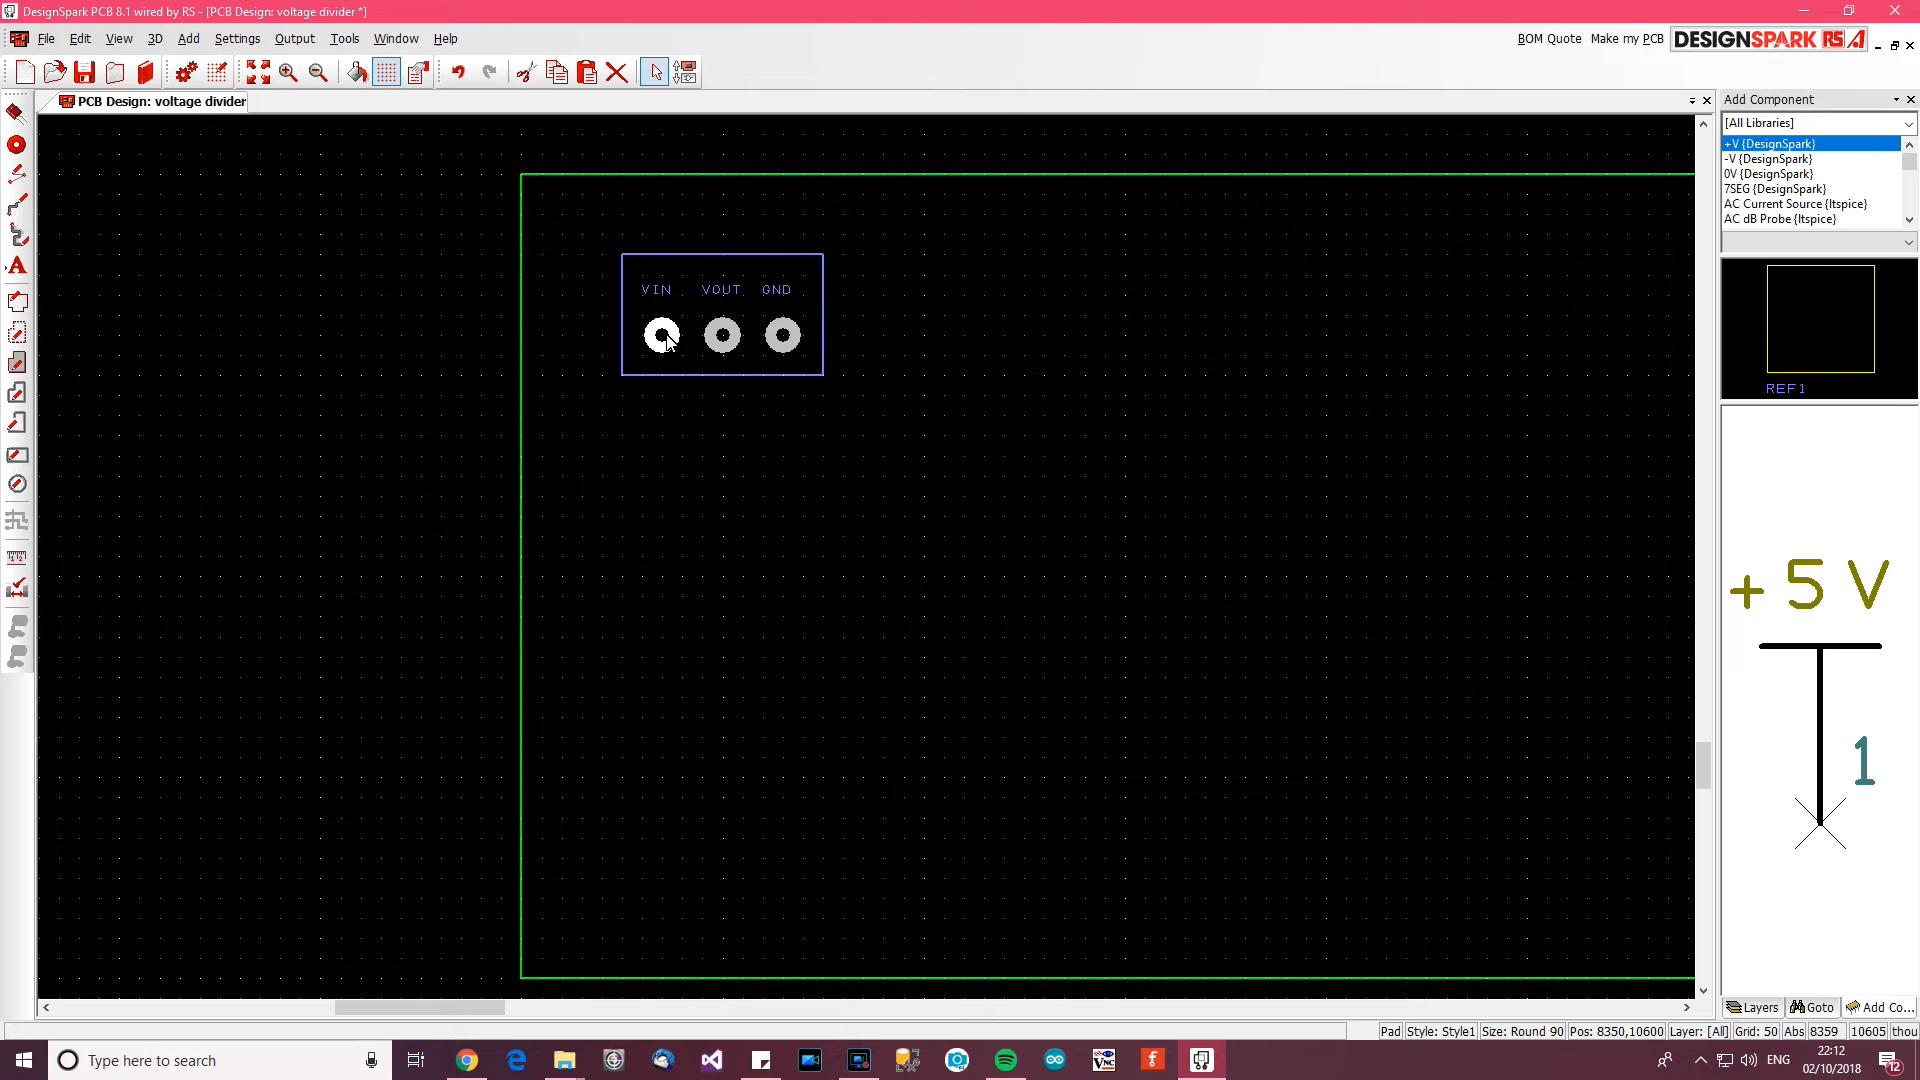 DesignSpark PCB 8.1 wired by RS - [PCB Design: voltage divider *]
File Edit View 3D Add Settings Output Tools Window Help
BOM Quote Make my PCB DESIGNSPARK RS
PCB Design: voltage divider
Add Component
[All Libraries]
+V {DesignSpark}
-V {DesignSpark}
0V {DesignSpark}
7SEG {DesignSpark}
AC Current Source {ltspice}
AC dB Probe {ltspice}
VIN VOUT GND
REF1
+5V
1
Layers Goto Add Co...
Pad Style: Style1 Size: Round 90 Pos: 8350,10600 Layer: [All] Grid: 50 Abs 8359 10605 thou
Type here to search
ENG
22:12
02/10/2018
12